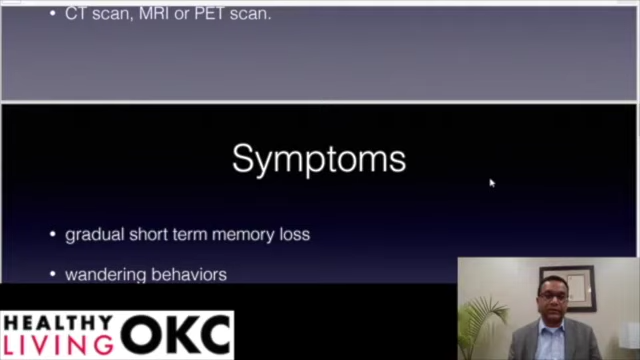 • CT scan, MRI or PET scan.
Symptoms
• gradual short term memory loss
• wandering behaviors
HEALTHY
LIVING OKC